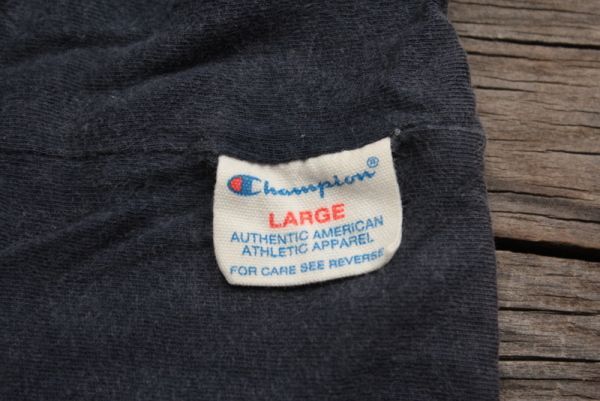 Champion®
LARGE
AUTHENTIC AMERICAN
ATHLETIC APPAREL
FOR CARE SEE REVERSE